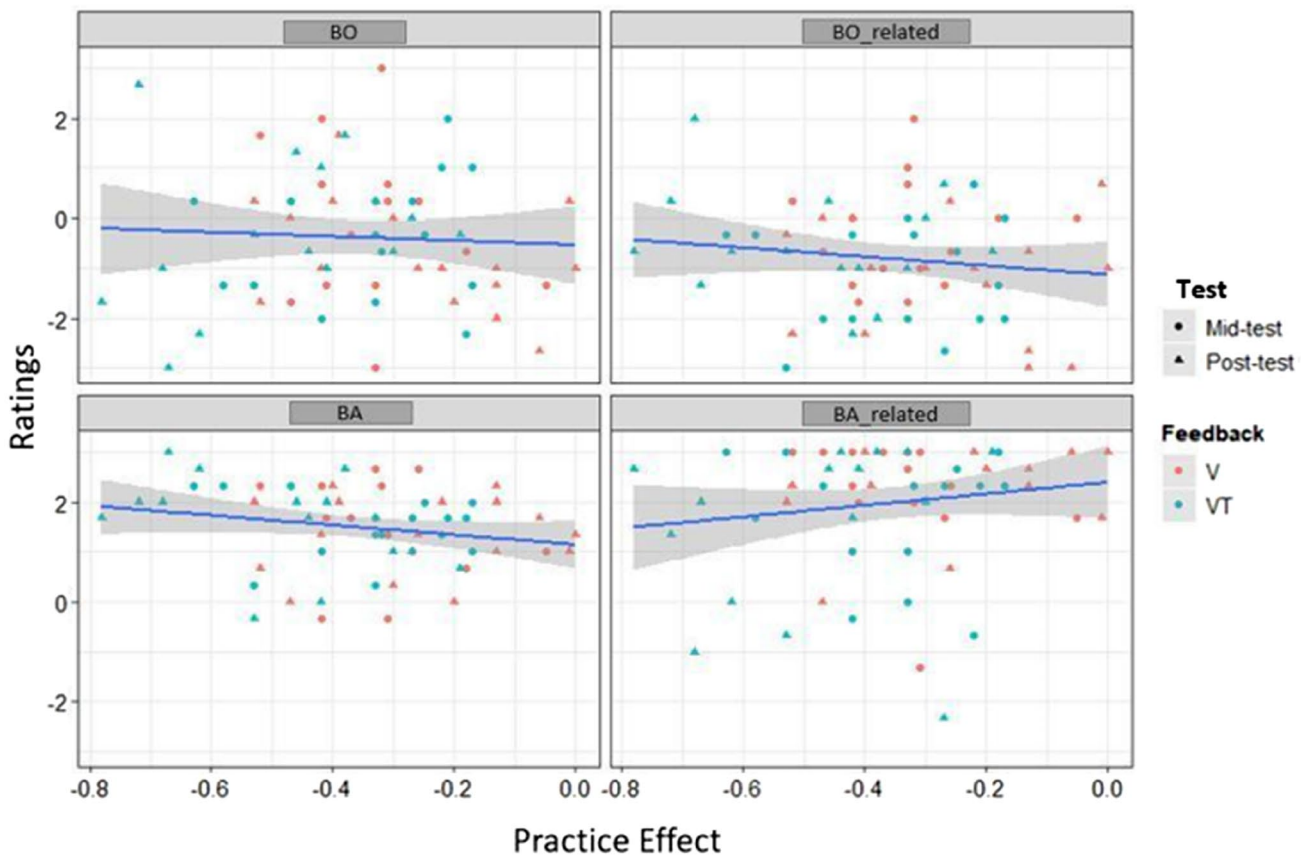 BO BO_related
2
0
-2
BA BA_related
2
0
-2
-0.8 -0.6 -0.4 -0.2 0.0 -0.8 -0.6 -0.4 -0.2 0.0
Ratings
Practice Effect
Test
Mid-test
Post-test
Feedback
V
VT